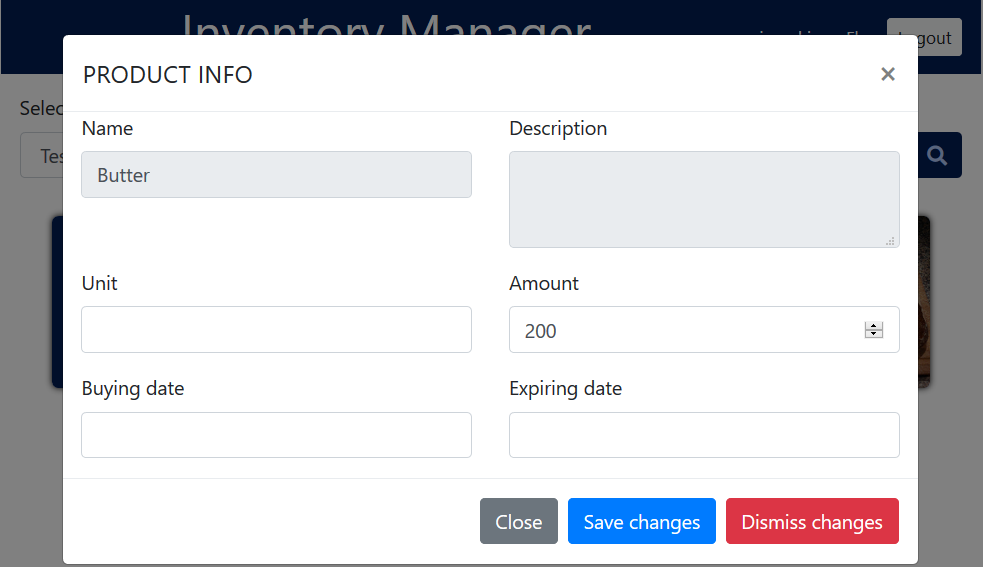 Inventory Manager
Logout
PRODUCT INFO
×
Selec
Name
Description
Tes
Butter
Unit
Amount
200
Buying date
Expiring date
Close
Save changes
Dismiss changes